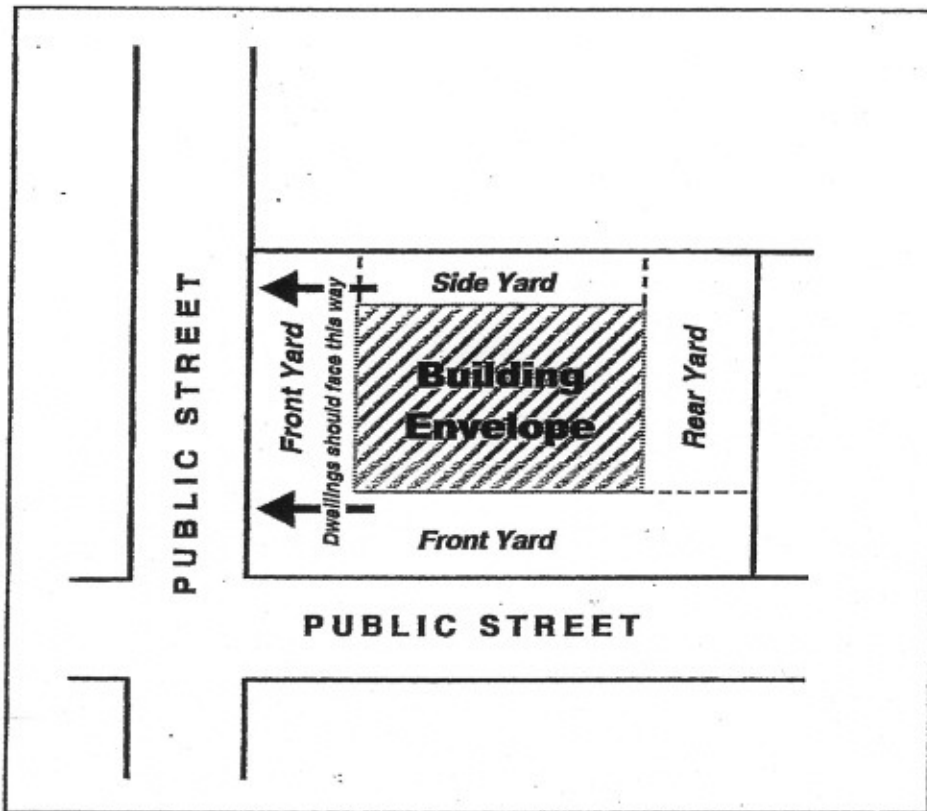 PUBLIC STREET
Front Yard
Dwellings should face this way
Side Yard
Building
Envelope
Rear Yard
Front Yard
PUBLIC STREET